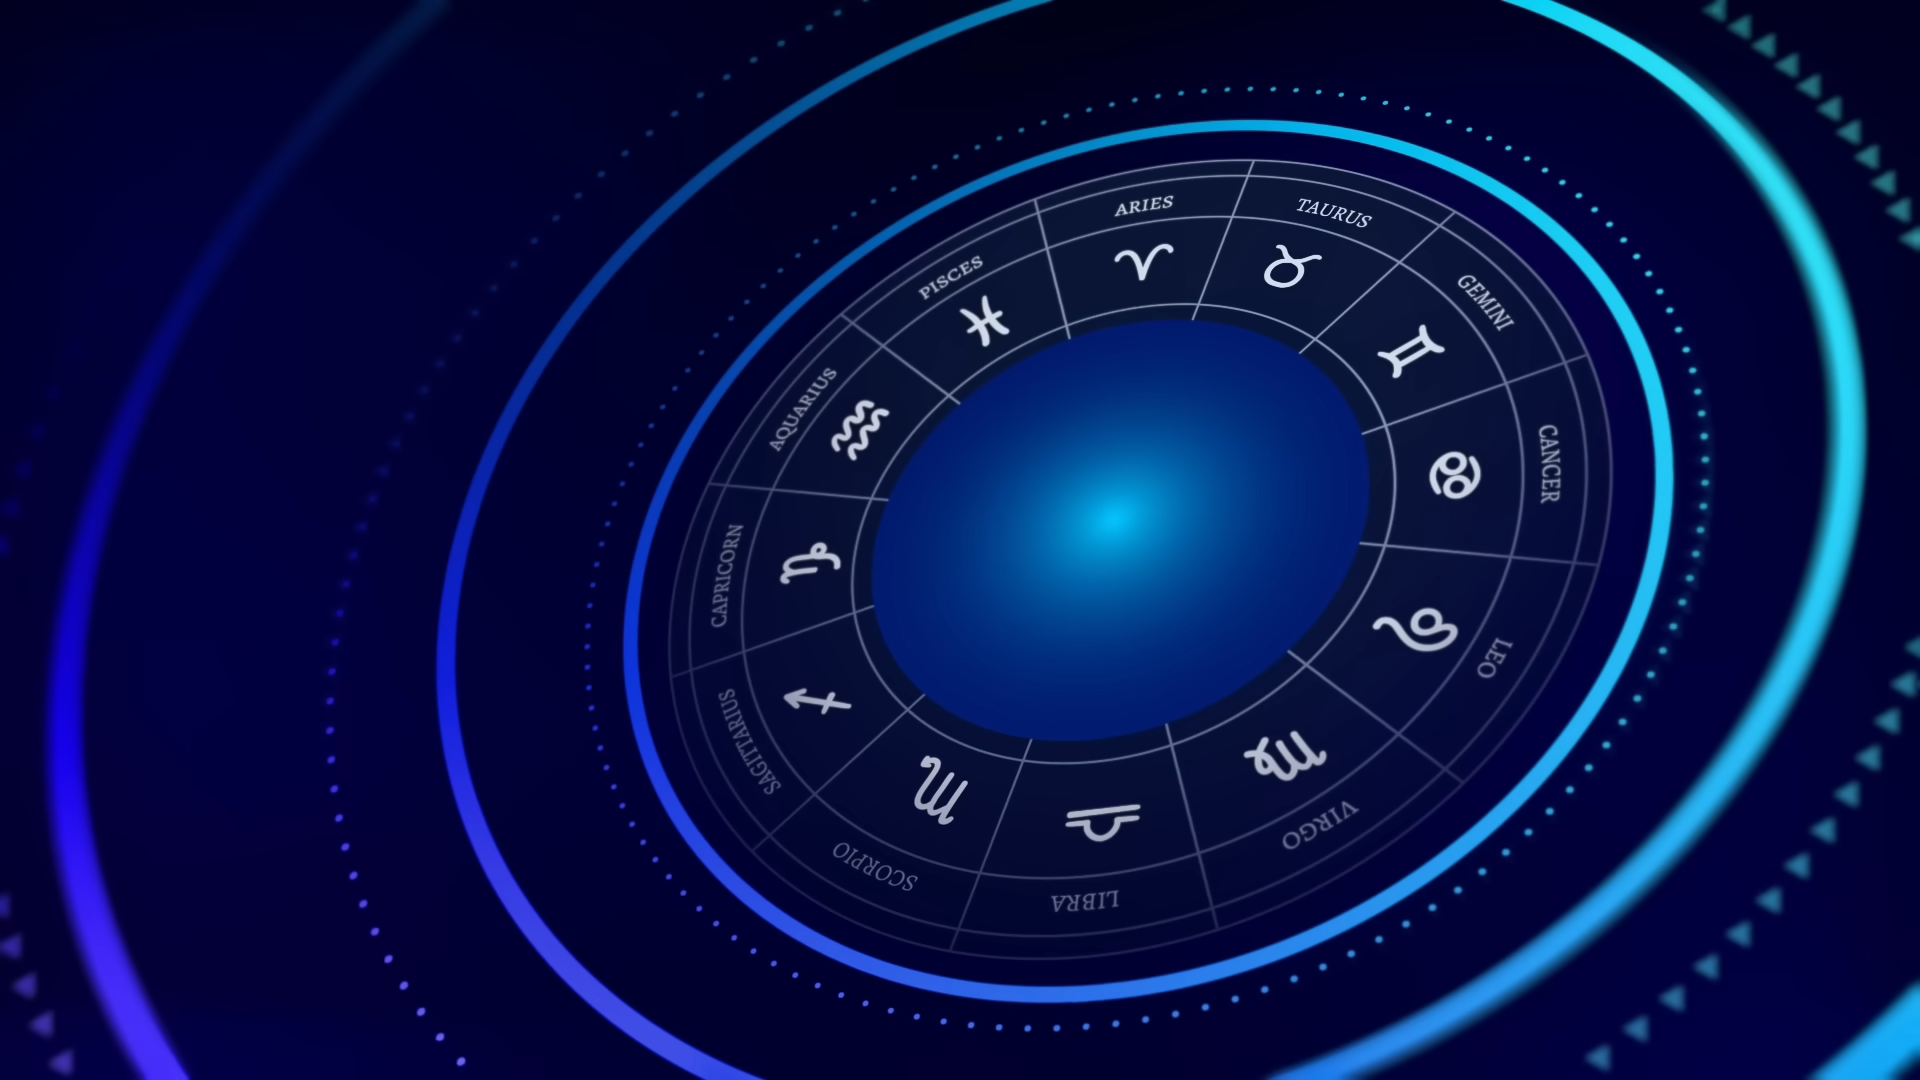 ARIES
TAURUS
GEMINI
CANCER
LEO
VIRGO
LIBRA
SCORPIO
SAGITTARIUS
CAPRICORN
AQUARIUS
PISCES